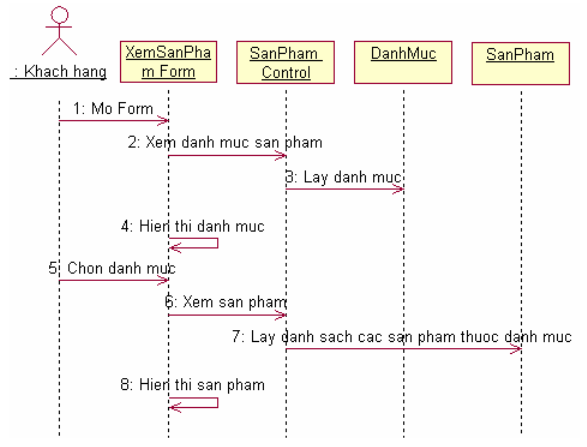 : Khach hang
XemSanPha
m Form
SanPham
Control
DanhMuc
SanPham
1: Mo Form
2: Xem danh muc san pham
3: Lay danh muc
4: Hien thi danh muc
5: Chon danh muc
6: Xem san pham
7: Lay danh sach cac san pham thuoc danh muc
8: Hien thi san pham